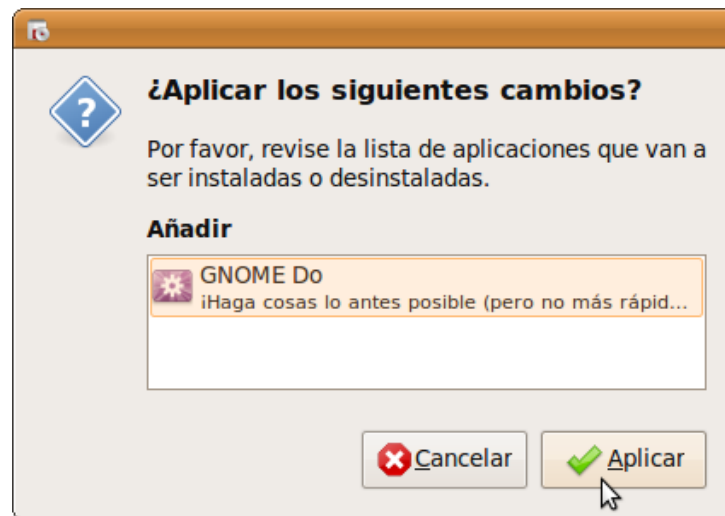 ¿Aplicar los siguientes cambios?
Por favor, revise la lista de aplicaciones que van a
ser instaladas o desinstaladas.
Añadir
GNOME Do
¡Haga cosas lo antes posible (pero no más rápid...
Cancelar
Aplicar